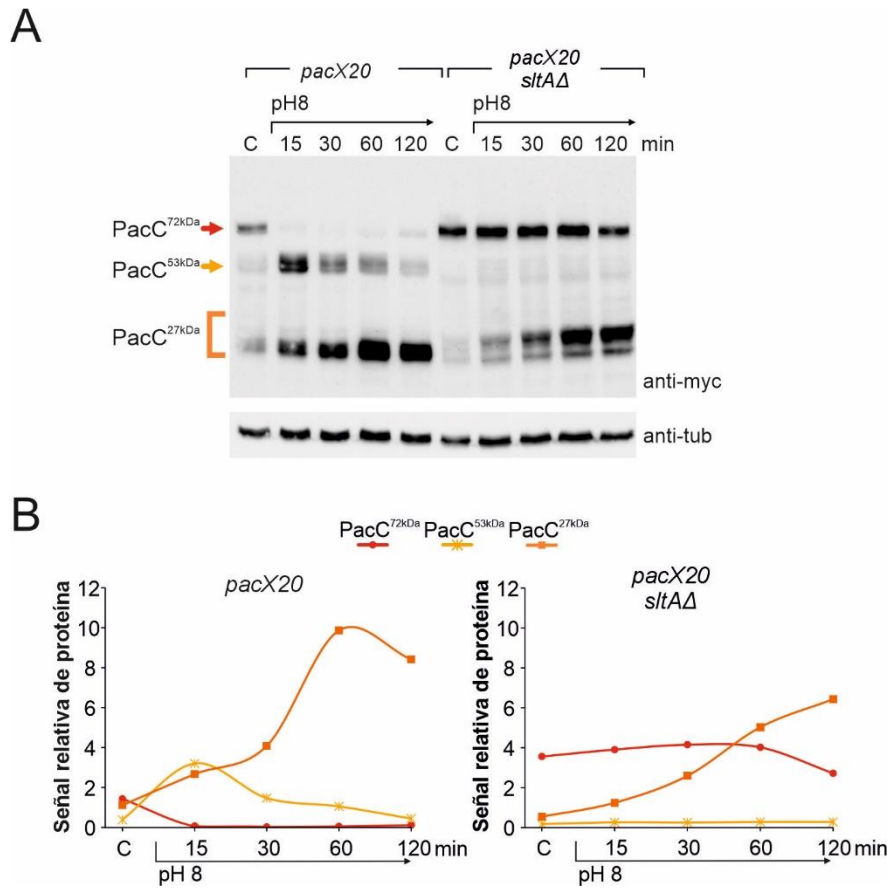 A
pacX20 pacX20
sltAΔ
pH8 pH8
C 15 30 60 120 C 15 30 60 120 min
PacC72kDa
PacC53kDa
PacC27kDa
anti-myc
anti-tub
B
PacC72kDa PacC53kDa PacC27kDa
Señal relativa de proteína
12
10
8
6
4
2
0
pacX20
C 15 30 60 120 min
pH 8
Señal relativa de proteína
12
10
8
6
4
2
0
pacX20
sltAΔ
C 15 30 60 120 min
pH 8